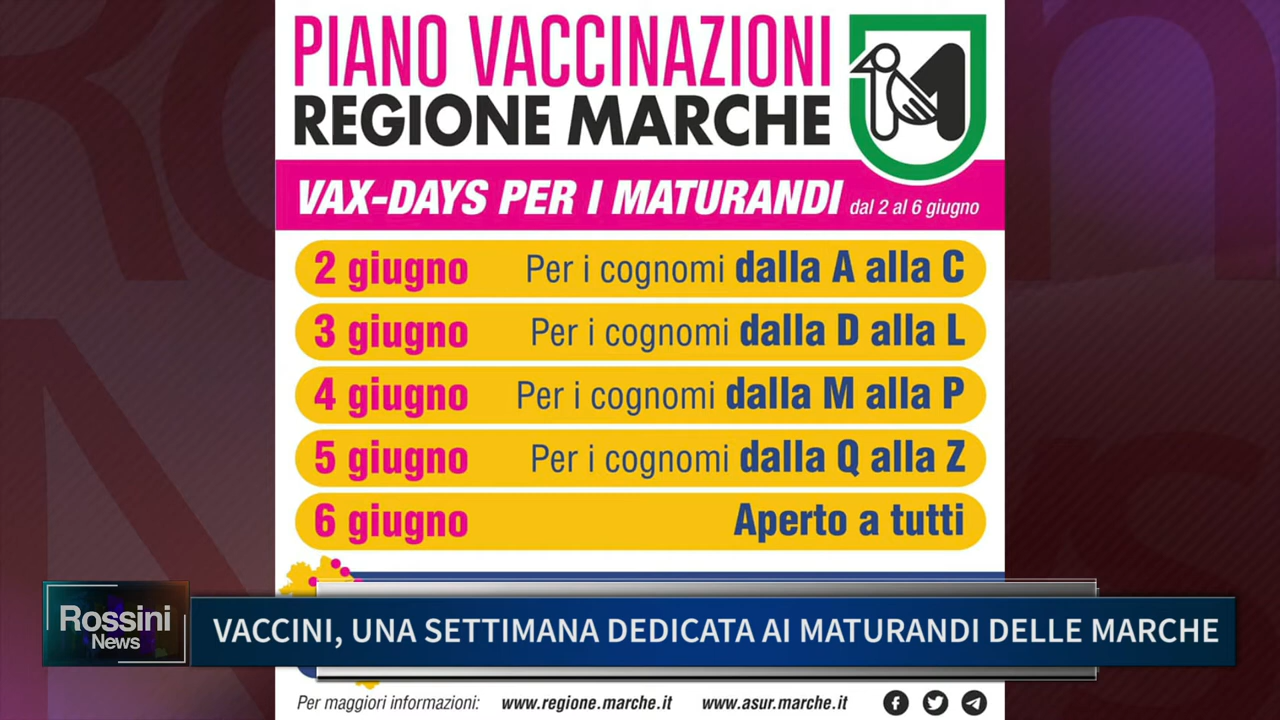 PIANO VACCINAZIONI
REGIONE MARCHE
VAX-DAYS PER I MATURANDI dal 2 al 6 giugno
2 giugno Per i cognomi dalla A alla C
3 giugno Per i cognomi dalla D alla L
4 giugno Per i cognomi dalla M alla P
5 giugno Per i cognomi dalla Q alla Z
6 giugno Aperto a tutti
Rossini
News
VACCINI, UNA SETTIMANA DEDICATA AI MATURANDI DELLE MARCHE
Per maggiori informazioni: www.regione.marche.it www.asur.marche.it